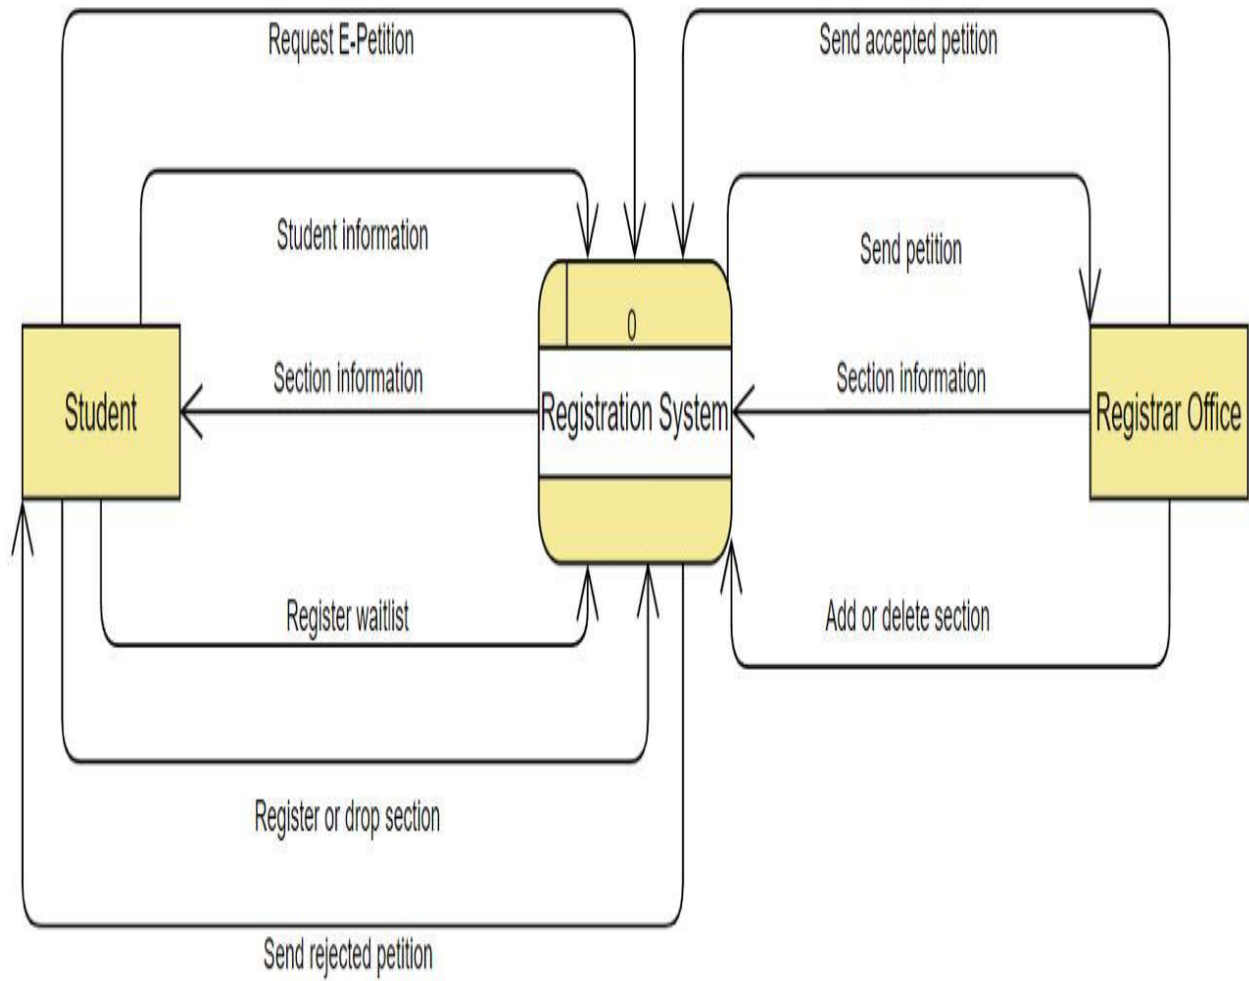 Request E-Petition
Send accepted petition
Student information
Send petition
0
Section information
Section information
Student
Registration System
Registrar Office
Register waitlist
Add or delete section
Register or drop section
Send rejected petition